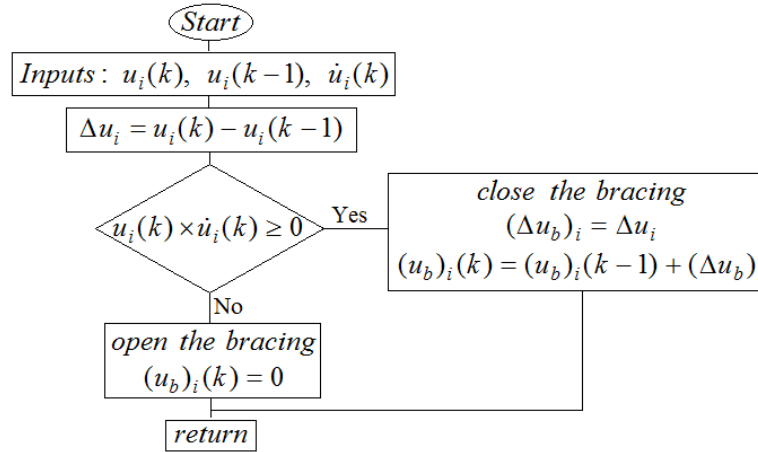 Start
Inputs : u_i(k), u_i(k−1), u̇_i(k)
Δu_i = u_i(k) − u_i(k−1)
u_i(k) × u̇_i(k) ≥ 0
Yes
close the bracing
(Δu_b)_i = Δu_i
(u_b)_i(k) = (u_b)_i(k−1) + (Δu_b)
No
open the bracing
(u_b)_i(k) = 0
return